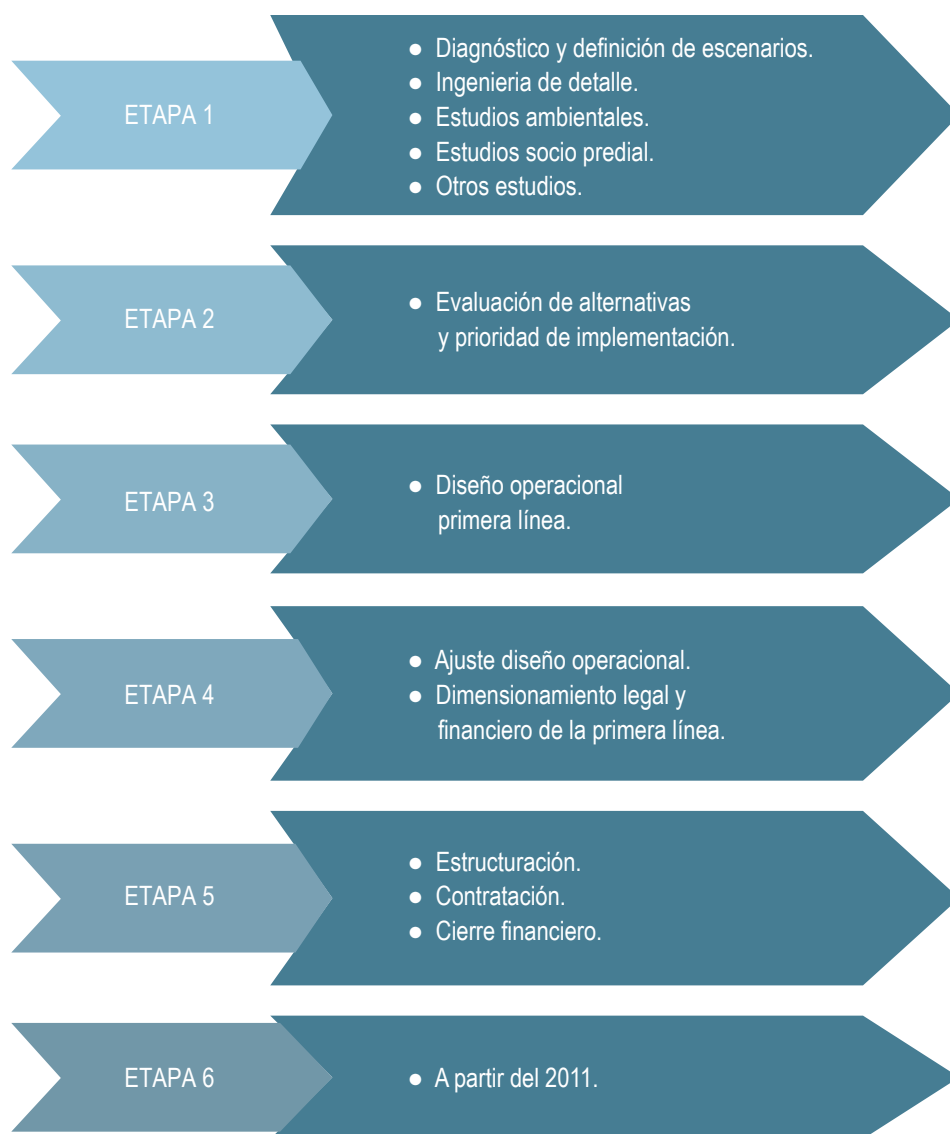 ETAPA 1
● Diagnóstico y definición de escenarios.
● Ingenieria de detalle.
● Estudios ambientales.
● Estudios socio predial.
● Otros estudios.
ETAPA 2
● Evaluación de alternativas
y prioridad de implementación.
ETAPA 3
● Diseño operacional
primera línea.
ETAPA 4
● Ajuste diseño operacional.
● Dimensionamiento legal y
financiero de la primera línea.
ETAPA 5
● Estructuración.
● Contratación.
● Cierre financiero.
ETAPA 6
● A partir del 2011.